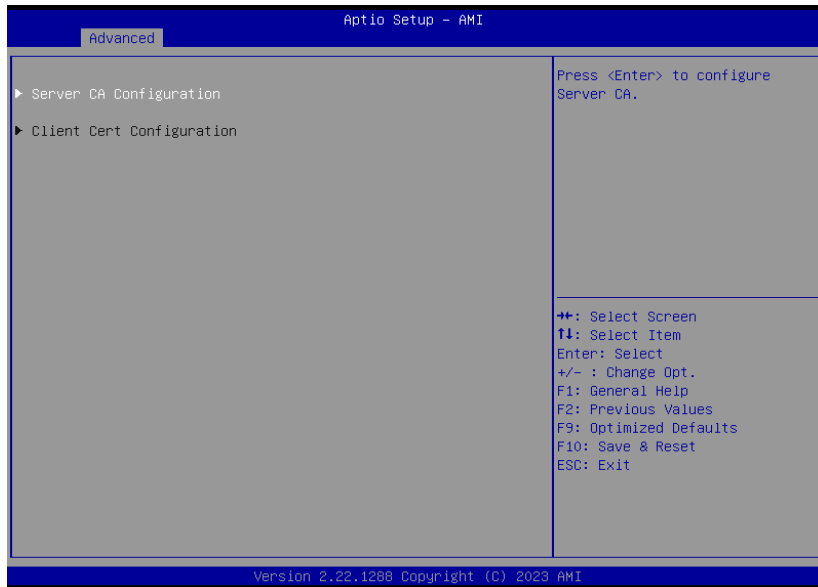 Aptio Setup – AMI
Advanced
▶ Server CA Configuration
▶ Client Cert Configuration
Press <Enter> to configure
Server CA.
→←: Select Screen
↑↓: Select Item
Enter: Select
+/- : Change Opt.
F1: General Help
F2: Previous Values
F9: Optimized Defaults
F10: Save & Reset
ESC: Exit
Version 2.22.1288 Copyright (C) 2023 AMI